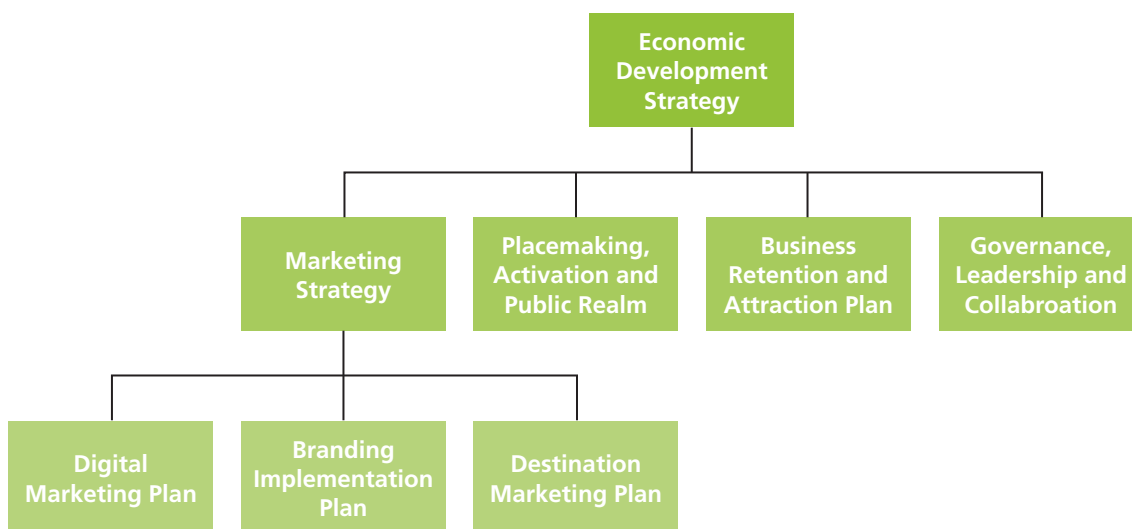 Economic
Development
Strategy
Marketing
Strategy
Placemaking,
Activation and
Public Realm
Business
Retention and
Attraction Plan
Governance,
Leadership and
Collabroation
Digital
Marketing Plan
Branding
Implementation
Plan
Destination
Marketing Plan